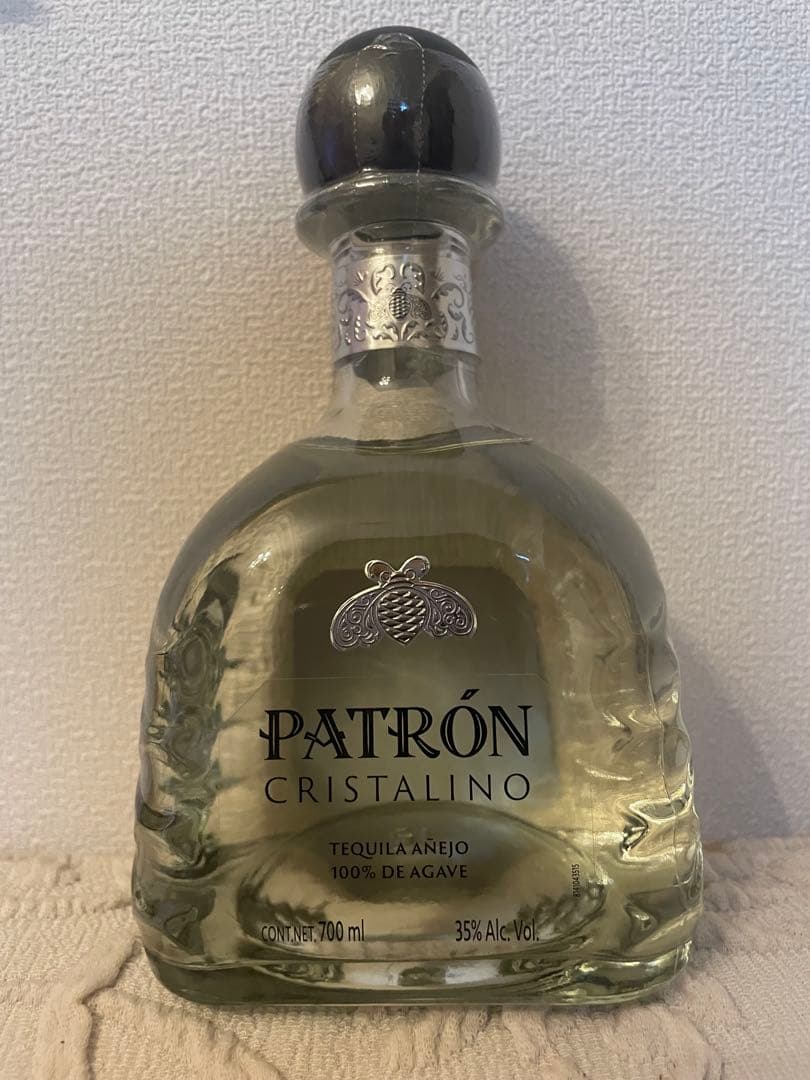 PATRÓN
CRISTALINO
TEQUILA AÑEJO
100% DE AGAVE
CONT.NET. 700 ml
35% Alc. Vol.